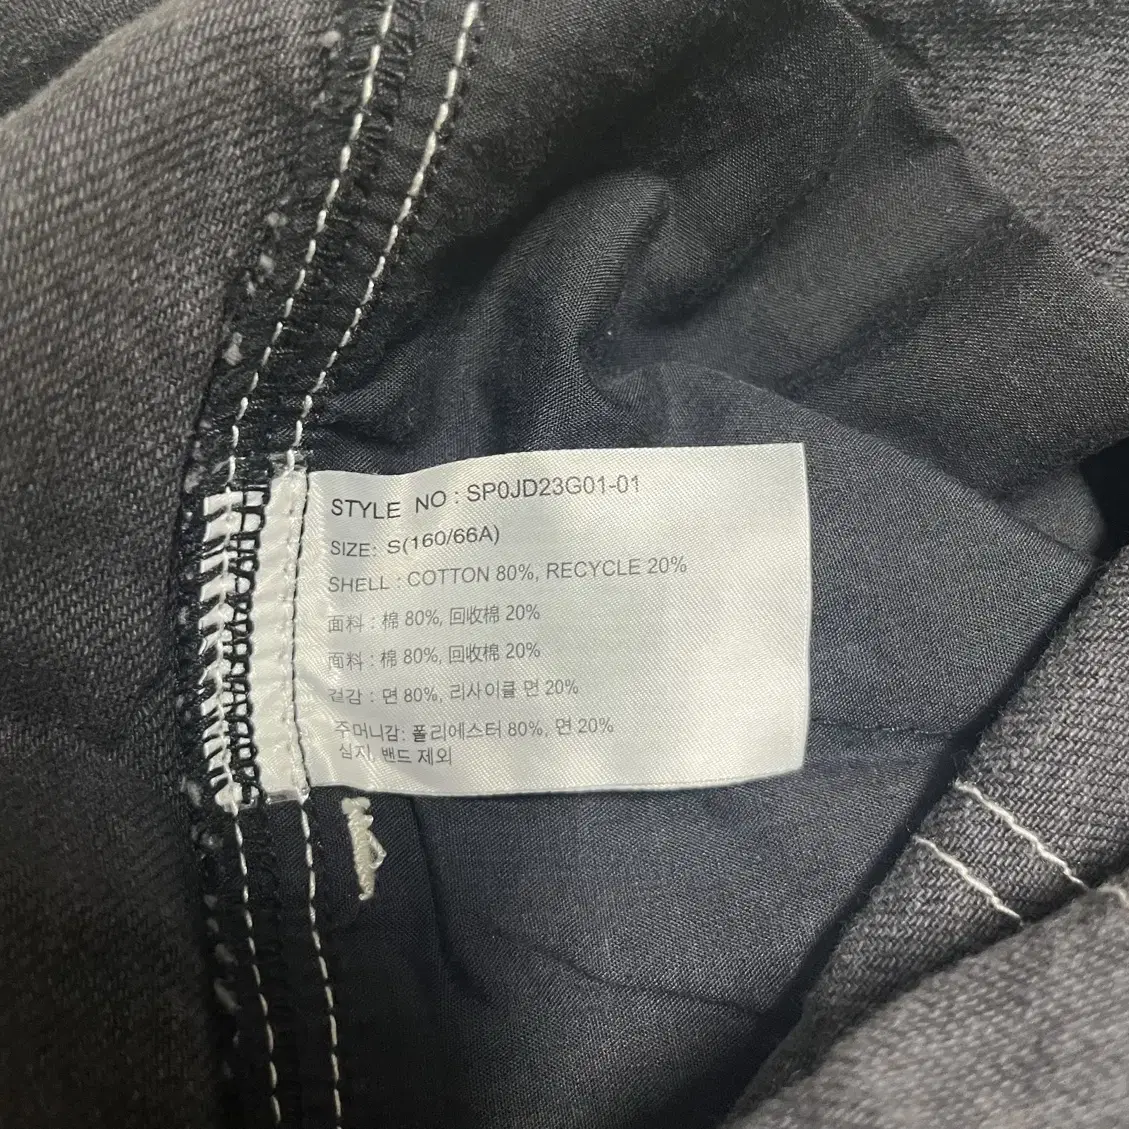 STYLE NO : SP0JD23G01-01
SIZE: S(160/66A)
SHELL : COTTON 80%, RECYCLE 20%
面料 : 棉 80%, 回收棉 20%
面料 : 棉 80%, 回收棉 20%
겉감 : 면 80%, 리사이클 면 20%
주머니감: 폴리에스터 80%, 면 20%
심지, 밴드 제외